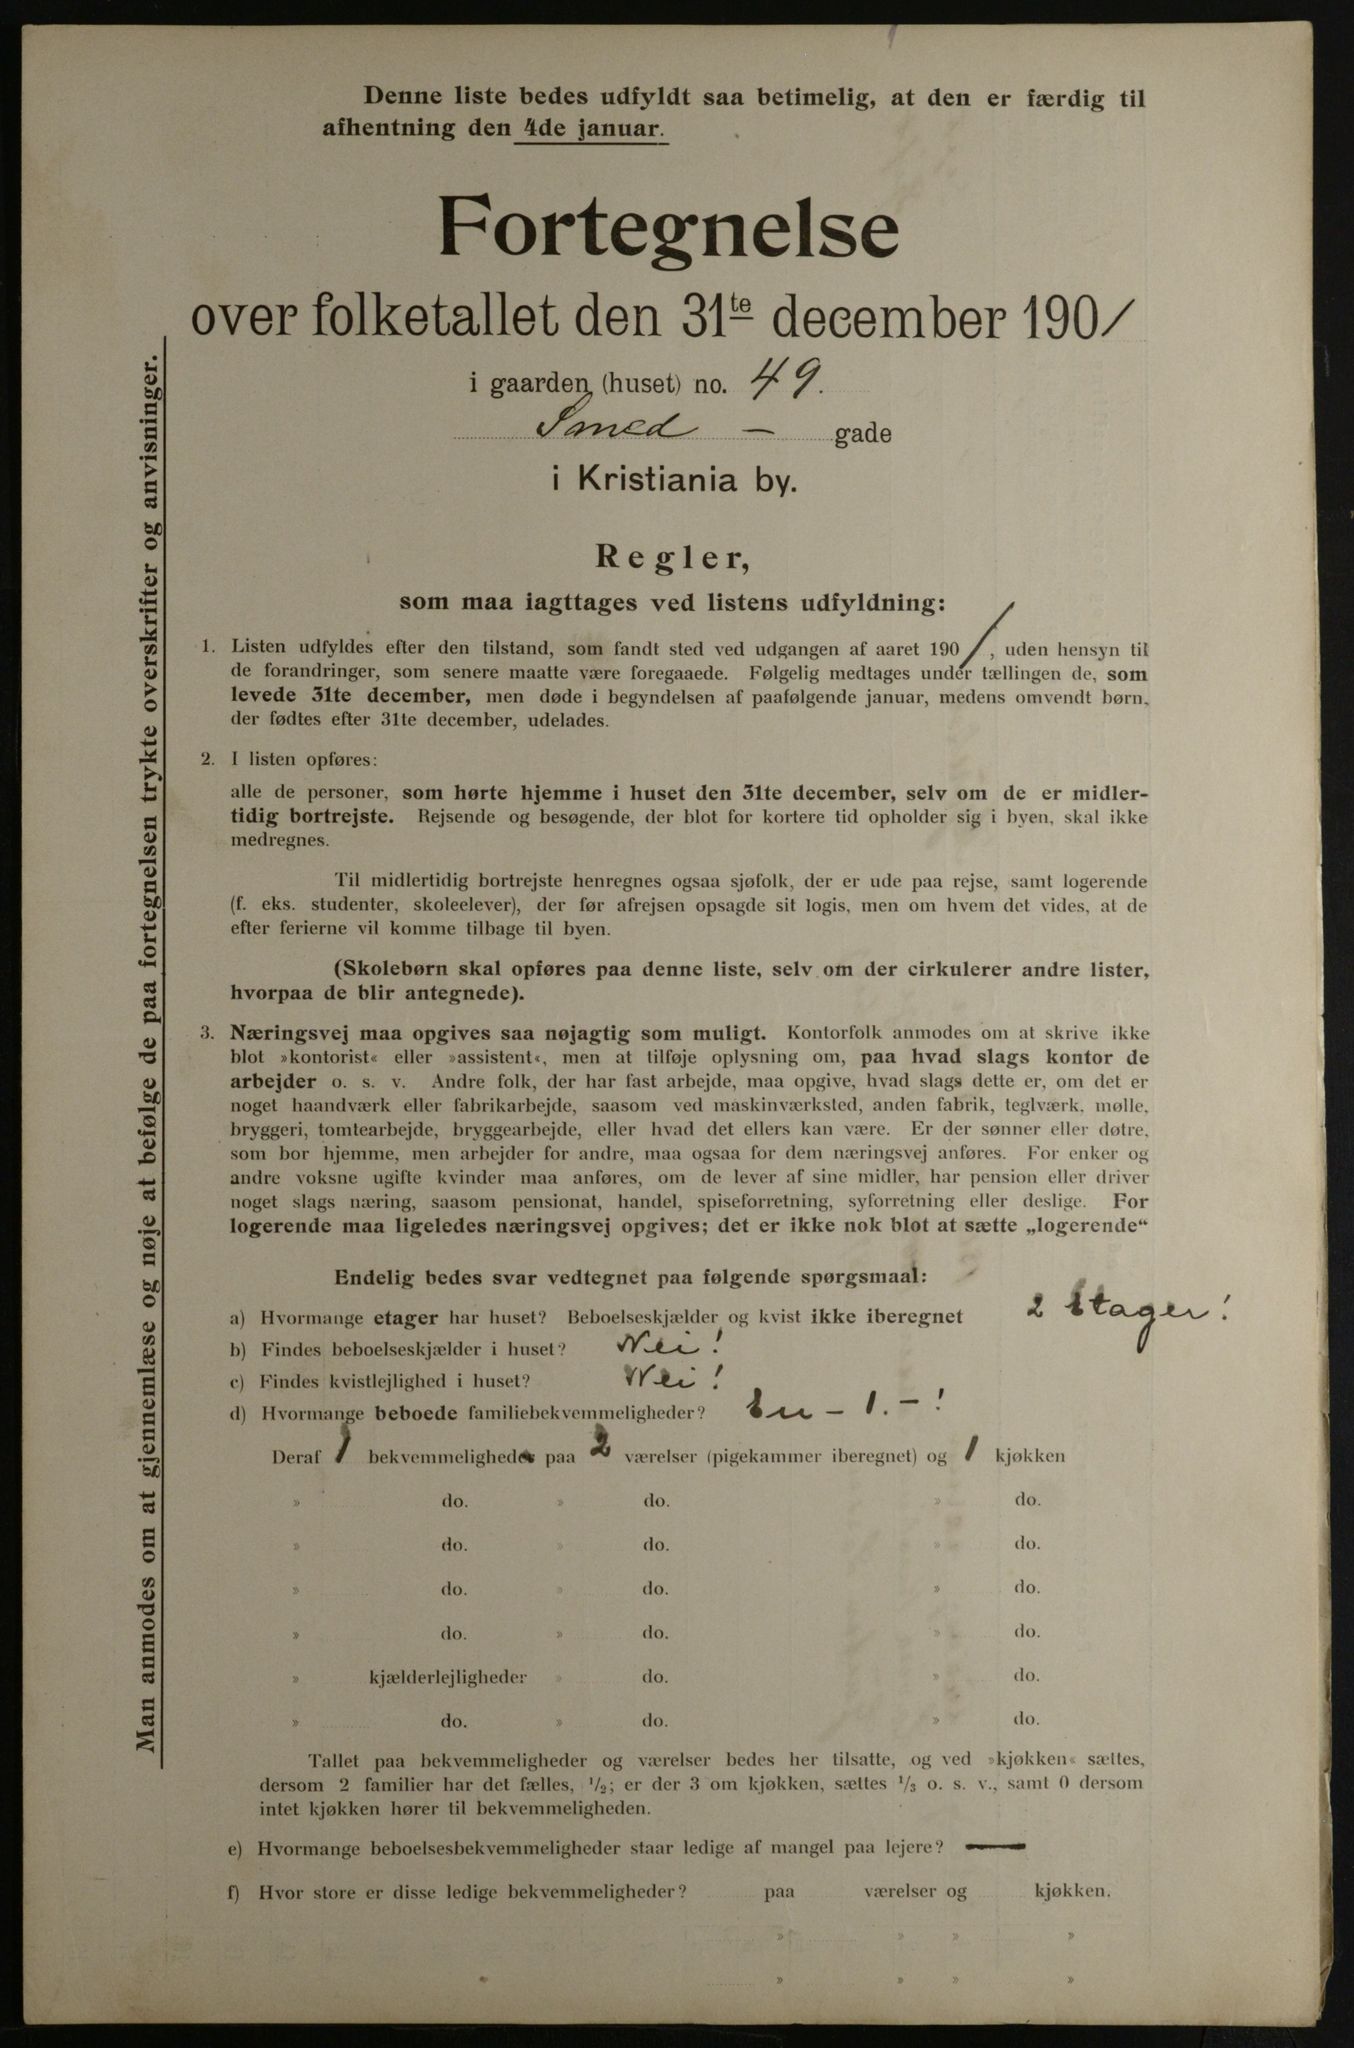 Denne liste bedes udfyldt saa betimelig, at den er færdig til
afhentning den 4de januar.
Fortegnelse
over folketallet den 31te december 1901
i gaarden (huset) no. 49.
Smed - gade
i Kristiania by.
Regler,
som maa iagttages ved listens udfyldning:
1. Listen udfyldes efter den tilstand, som fandt sted ved udgangen af aaret 1901, uden hensyn til
de forandringer, som senere maatte være foregaaede. Følgelig medtages under tællingen de, som
levede 31te december, men døde i begyndelsen af paafølgende januar, medens omvendt børn,
der fødtes efter 31te december, udelades.
2. I listen opføres:
alle de personer, som hørte hjemme i huset den 31te december, selv om de er midler-
tidig bortrejste. Rejsende og besøgende, der blot for kortere tid opholder sig i byen, skal ikke
medregnes.
Til midlertidig bortrejste henregnes ogsaa sjøfolk, der er ude paa rejse, samt logerende
(f. eks. studenter, skoleelever), der før afrejsen opsagde sit logis, men om hvem det vides, at de
efter ferierne vil komme tilbage til byen.
(Skolebørn skal opføres paa denne liste, selv om der cirkulerer andre lister,
hvorpaa de blir antegnede).
3. Næringsvej maa opgives saa nøjagtig som muligt. Kontorfolk anmodes om at skrive ikke
blot »kontorist« eller »assistent«, men at tilføje oplysning om, paa hvad slags kontor de
arbejder o. s. v. Andre folk, der har fast arbejde, maa opgive, hvad slags dette er, om det er
noget haandværk eller fabrikarbejde, saasom ved maskinværksted, anden fabrik, teglværk, mølle,
bryggeri, tomtearbejde, bryggearbejde, eller hvad det ellers kan være. Er der sønner eller døtre,
som bor hjemme, men arbejder for andre, maa ogsaa for dem næringsvej anføres. For enker og
andre voksne ugifte kvinder maa anføres, om de lever af sine midler, har pension eller driver
noget slags næring, saasom pensionat, handel, spiseforretning, syforretning eller deslige. For
logerende maa ligeledes næringsvej opgives; det er ikke nok blot at sætte „logerende“
Endelig bedes svar vedtegnet paa følgende spørgsmaal:
a) Hvormange etager har huset? Beboelseskjælder og kvist ikke iberegnet 2 Etager!
b) Findes beboelseskjælder i huset? Nei!
c) Findes kvistlejlighed i huset? Nei!
d) Hvormange beboede familiebekvemmeligheder? En - 1. - !
Deraf 1 bekvemmeligheder paa 2 værelser (pigekammer iberegnet) og 1 kjøkken
» do. » do. » do.
» do. » do. » do.
» do. » do. » do.
» do. » do. » do.
» kjælderlejligheder » do. » do.
» do. » do. » do.
Tallet paa bekvemmeligheder og værelser bedes her tilsatte, og ved »kjøkken« sættes,
dersom 2 familier har det fælles, 1/2; er der 3 om kjøkken, sættes 1/3 o. s. v., samt 0 dersom
intet kjøkken hører til bekvemmeligheden.
e) Hvormange beboelsesbekvemmeligheder staar ledige af mangel paa lejere? —
f) Hvor store er disse ledige bekvemmeligheder? paa værelser og kjøkken.
» » » »
» » » »
Man anmodes om at gjennemlæse og nøje at befølge de paa fortegnelsen trykte overskrifter og anvisninger.